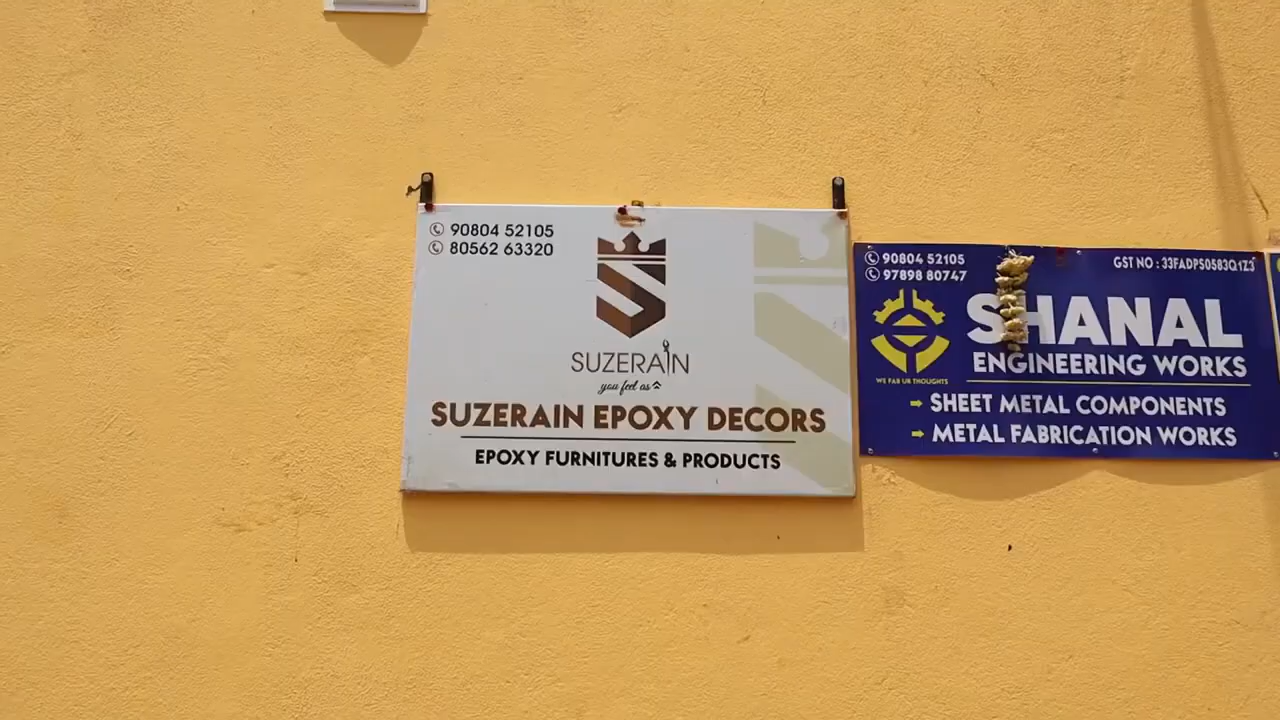 90804 52105
80562 63320
SUZERAIN
you feel as
SUZERAIN EPOXY DECORS
EPOXY FURNITURES & PRODUCTS
90804 52105
97898 80747
GST NO : 33FADPS0583Q1Z3
SHANAL
ENGINEERING WORKS
WE FAB UR THOUGHTS
SHEET METAL COMPONENTS
METAL FABRICATION WORKS